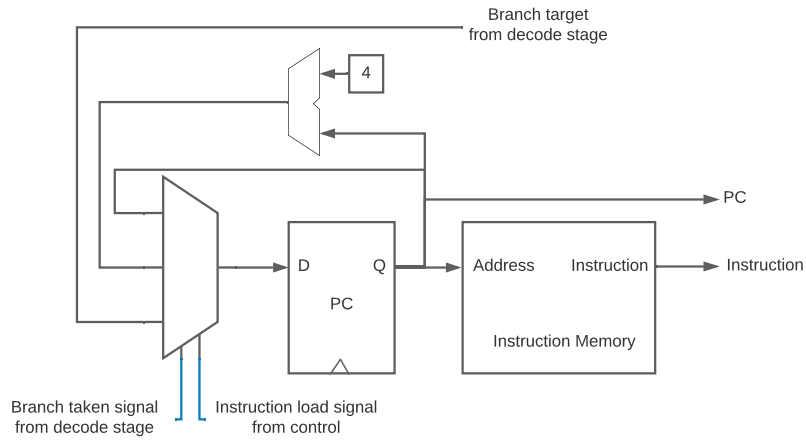 Branch target
from decode stage
4
PC
D
Q
Address
Instruction
Instruction
PC
Instruction Memory
Branch taken signal
from decode stage
Instruction load signal
from control